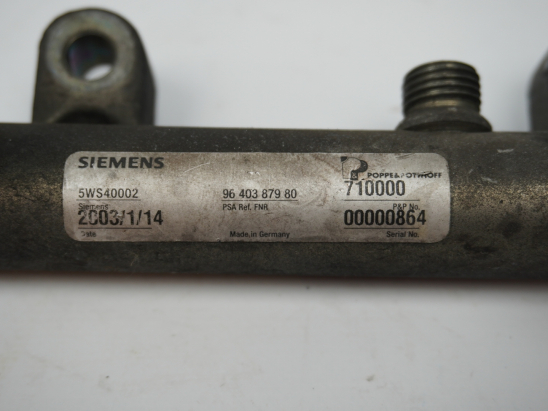 SIEMENS
POPPE&POTTHOFF
5WS40002 96 403 879 80 710000
Siemens PSA Ref. FNR. P&P No.
2003/1/14 00000864
Date Made in Germany Serial No.